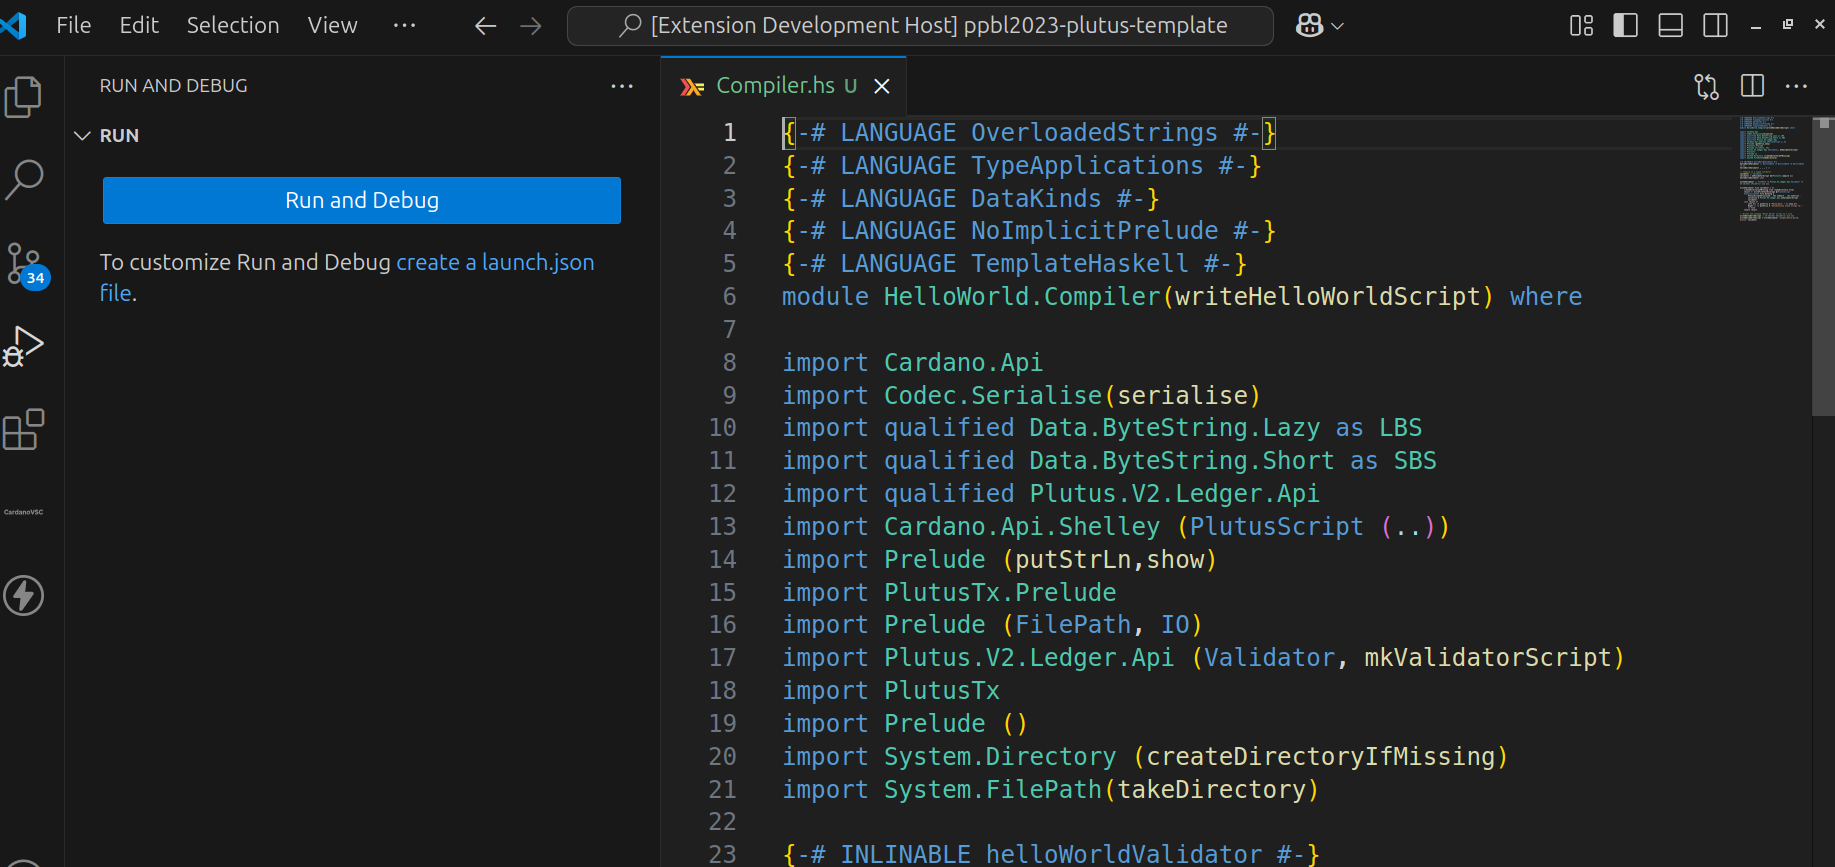 File Edit Selection View ··· [Extension Development Host] ppbl2023-plutus-template
RUN AND DEBUG ···
RUN
Run and Debug
To customize Run and Debug create a launch.json
file.
34
CardanoVSC
Compiler.hs U
1 {-# LANGUAGE OverloadedStrings #-}
2 {-# LANGUAGE TypeApplications #-}
3 {-# LANGUAGE DataKinds #-}
4 {-# LANGUAGE NoImplicitPrelude #-}
5 {-# LANGUAGE TemplateHaskell #-}
6 module HelloWorld.Compiler(writeHelloWorldScript) where
7
8 import Cardano.Api
9 import Codec.Serialise(serialise)
10 import qualified Data.ByteString.Lazy as LBS
11 import qualified Data.ByteString.Short as SBS
12 import qualified Plutus.V2.Ledger.Api
13 import Cardano.Api.Shelley (PlutusScript (..))
14 import Prelude (putStrLn,show)
15 import PlutusTx.Prelude
16 import Prelude (FilePath, IO)
17 import Plutus.V2.Ledger.Api (Validator, mkValidatorScript)
18 import PlutusTx
19 import Prelude ()
20 import System.Directory (createDirectoryIfMissing)
21 import System.FilePath(takeDirectory)
22
23 {-# INLINABLE helloWorldValidator #-}